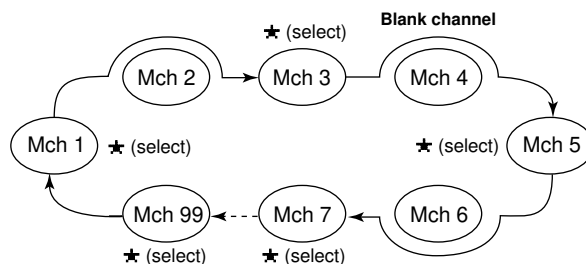 Blank channel
★ (select)
Mch 2
Mch 3
Mch 4
Mch 1
★ (select)
★ (select)
Mch 5
Mch 99
Mch 7
Mch 6
★ (select)
★ (select)